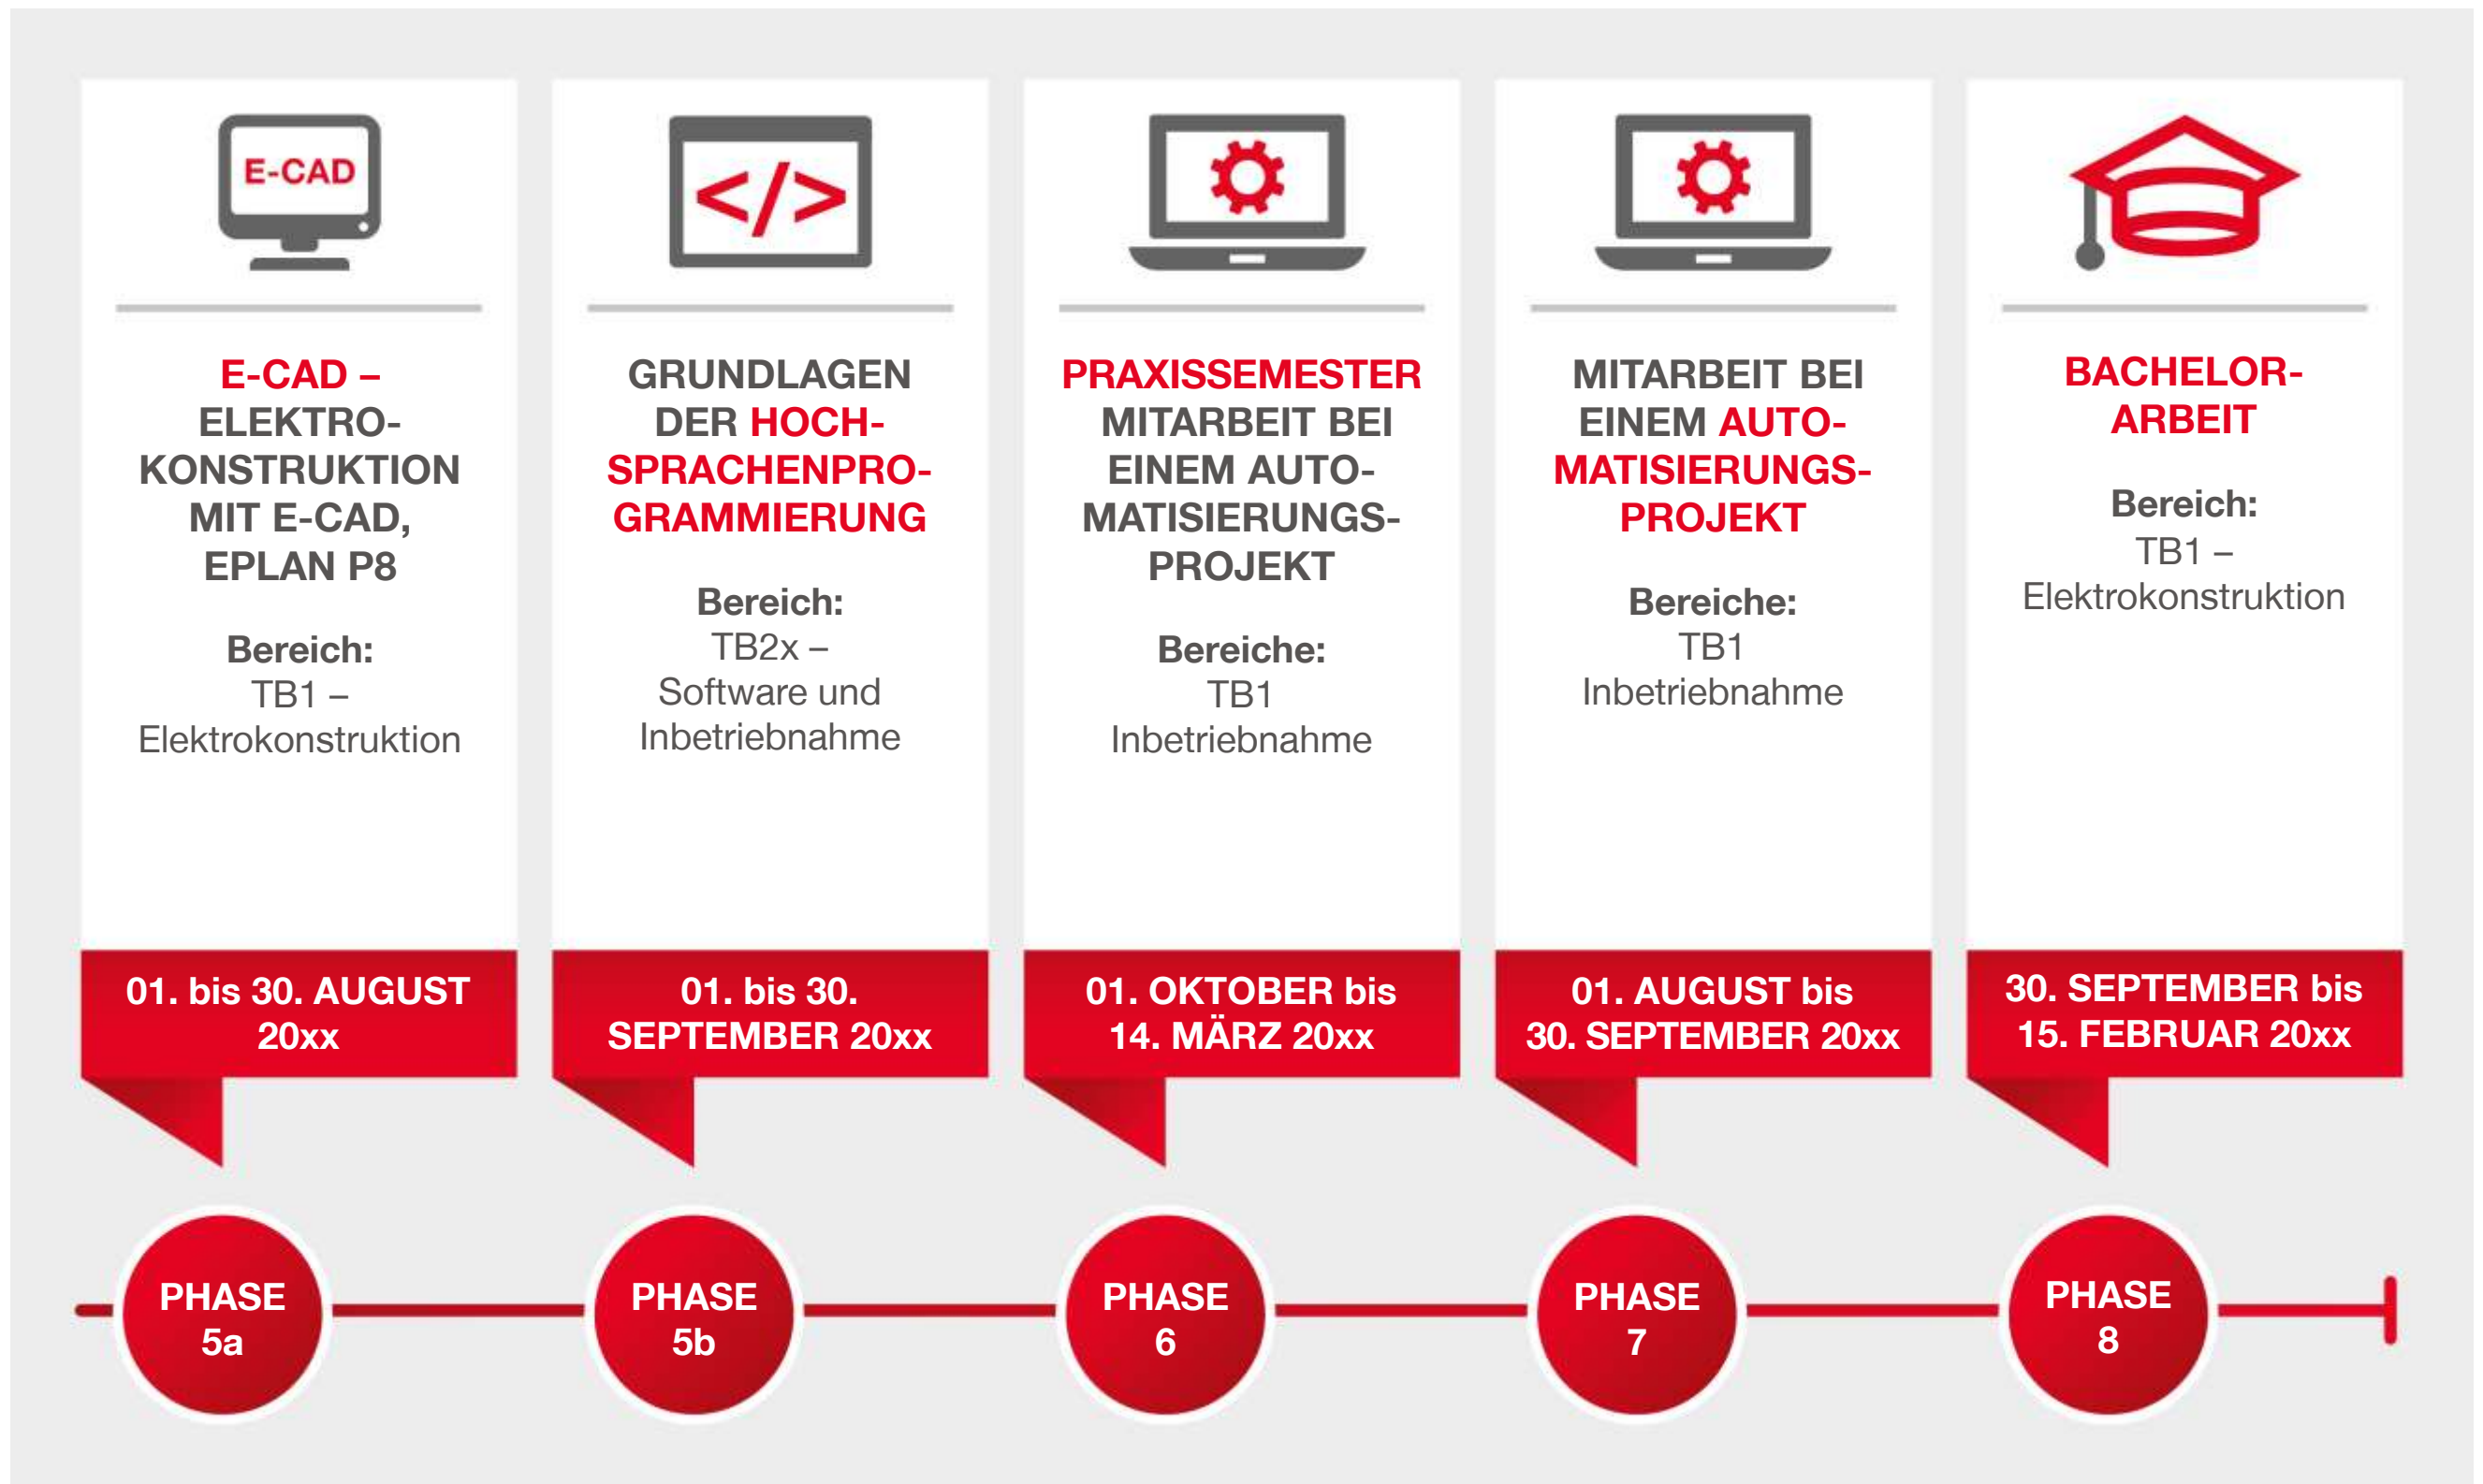 E-CAD
E-CAD –
ELEKTRO-
KONSTRUKTION
MIT E-CAD,
EPLAN P8
Bereich:
TB1 –
Elektrokonstruktion
01. bis 30. AUGUST
20xx
PHASE
5a
</>
GRUNDLAGEN
DER HOCH-
SPRACHENPRO-
GRAMMIERUNG
Bereich:
TB2x –
Software und
Inbetriebnahme
01. bis 30.
SEPTEMBER 20xx
PHASE
5b
PRAXISSEMESTER
MITARBEIT BEI
EINEM AUTO-
MATISIERUNGS-
PROJEKT
Bereiche:
TB1
Inbetriebnahme
01. OKTOBER bis
14. MÄRZ 20xx
PHASE
6
MITARBEIT BEI
EINEM AUTO-
MATISIERUNGS-
PROJEKT
Bereiche:
TB1
Inbetriebnahme
01. AUGUST bis
30. SEPTEMBER 20xx
PHASE
7
BACHELOR-
ARBEIT
Bereich:
TB1 –
Elektrokonstruktion
30. SEPTEMBER bis
15. FEBRUAR 20xx
PHASE
8